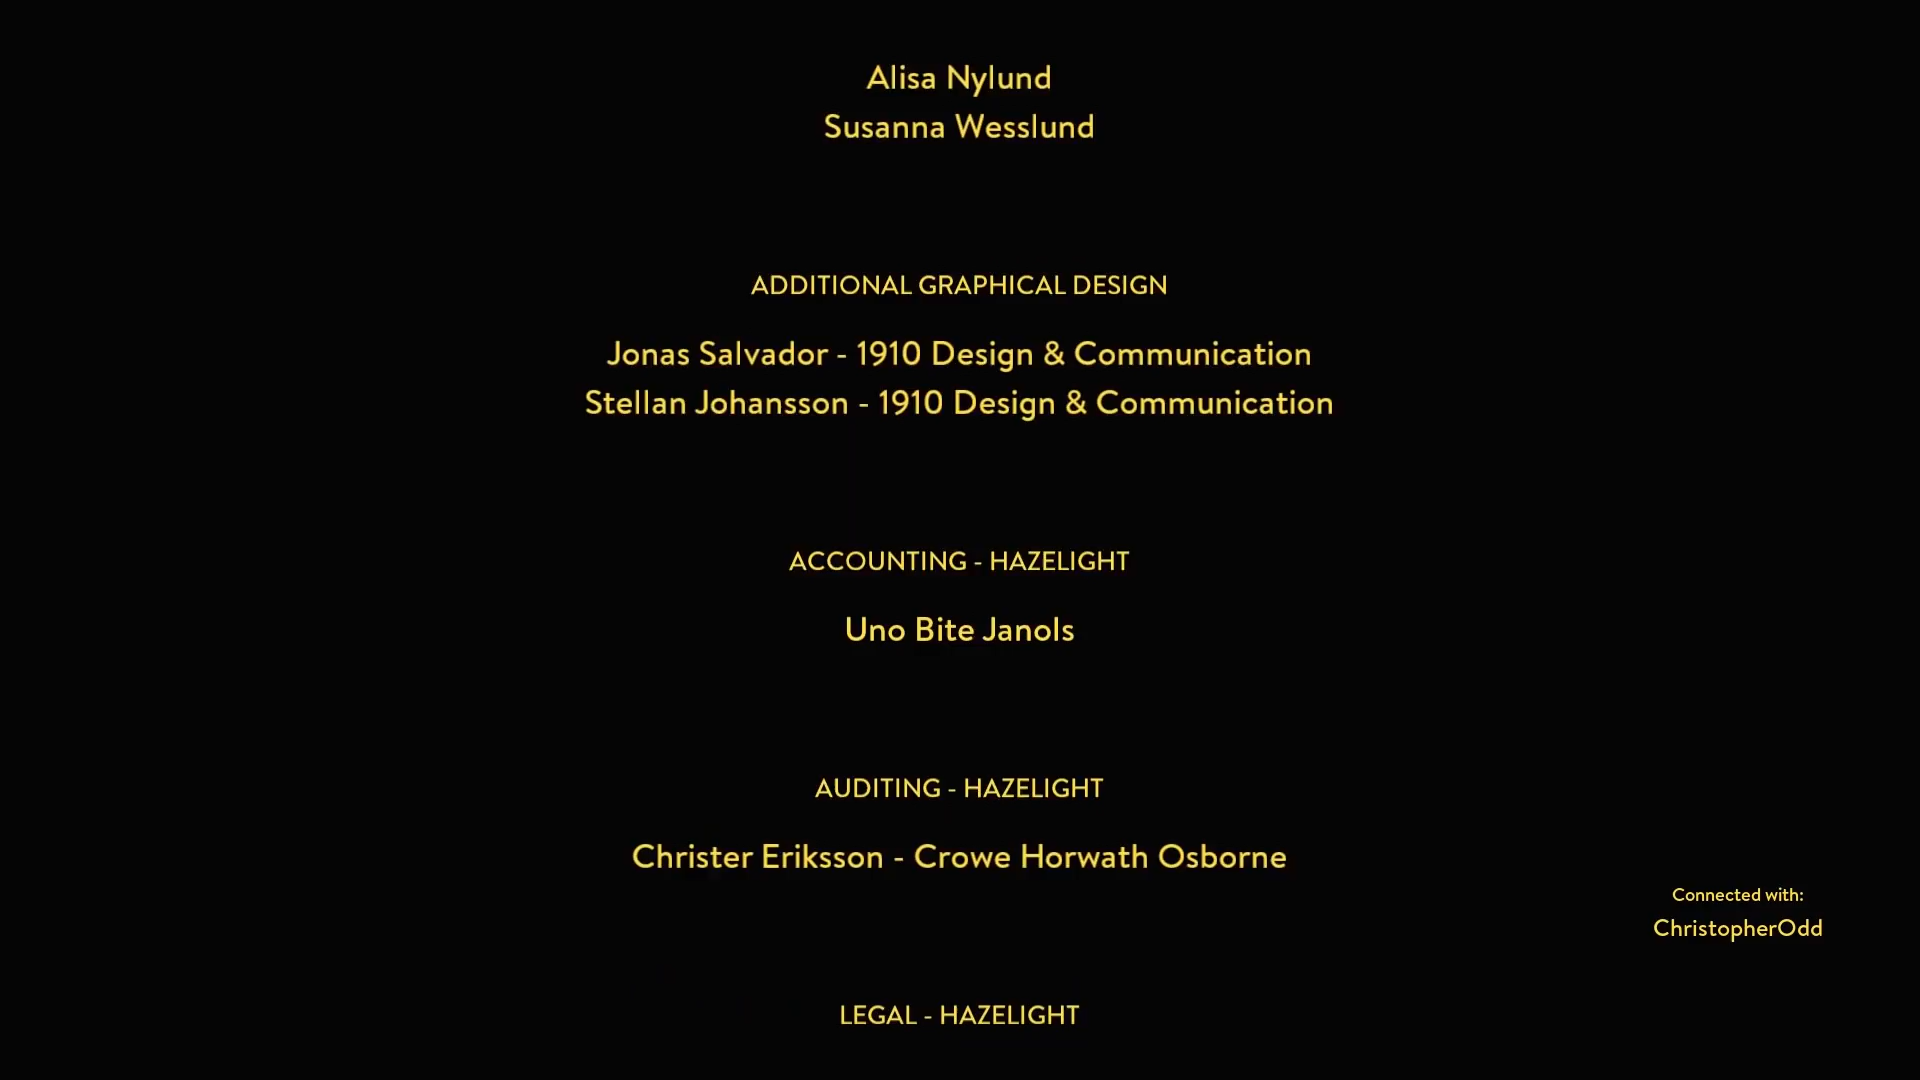 Alisa Nylund
Susanna Wesslund
ADDITIONAL GRAPHICAL DESIGN
Jonas Salvador - 1910 Design & Communication
Stellan Johansson - 1910 Design & Communication
ACCOUNTING - HAZELIGHT
Uno Bite Janols
AUDITING - HAZELIGHT
Christer Eriksson - Crowe Horwath Osborne
Connected with:
ChristopherOdd
LEGAL - HAZELIGHT